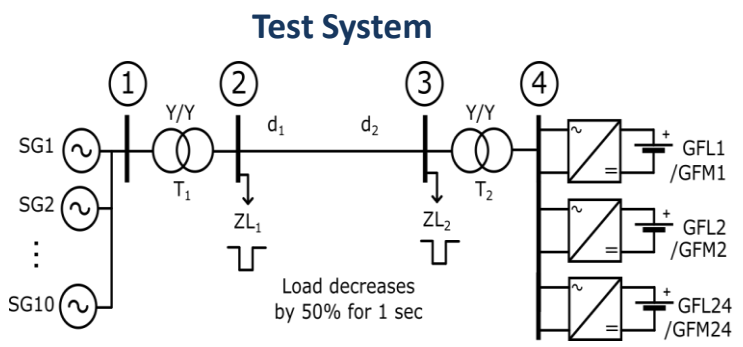 Test System
1
2
3
4
Y/Y
Y/Y
d₁
d₂
SG1
SG2
⋮
SG10
T₁
T₂
ZL₁
ZL₂
Load decreases
by 50% for 1 sec
~
=
+
GFL1
/GFM1
~
=
+
GFL2
/GFM2
~
=
+
GFL24
/GFM24